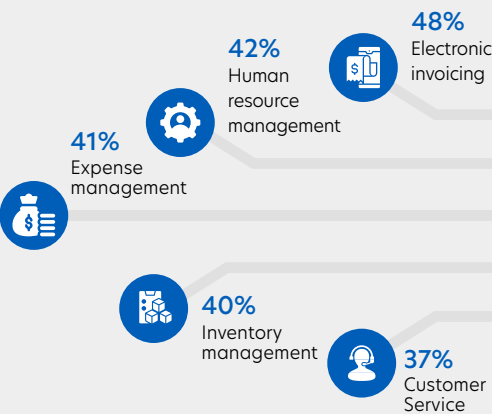 48%
Electronic
invoicing
42%
Human
resource
management
41%
Expense
management
40%
Inventory
management
37%
Customer
Service